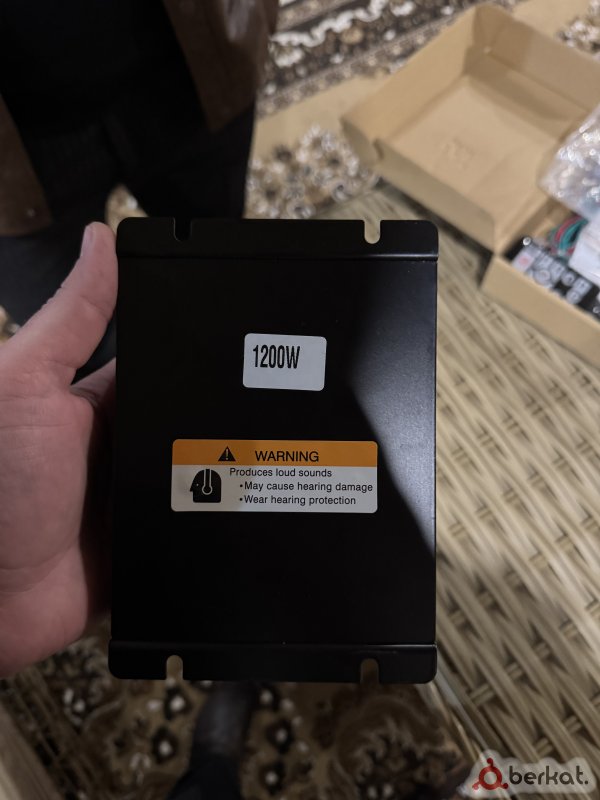 1200W
WARNING
Produces loud sounds
•May cause hearing damage
•Wear hearing protection
berkat.